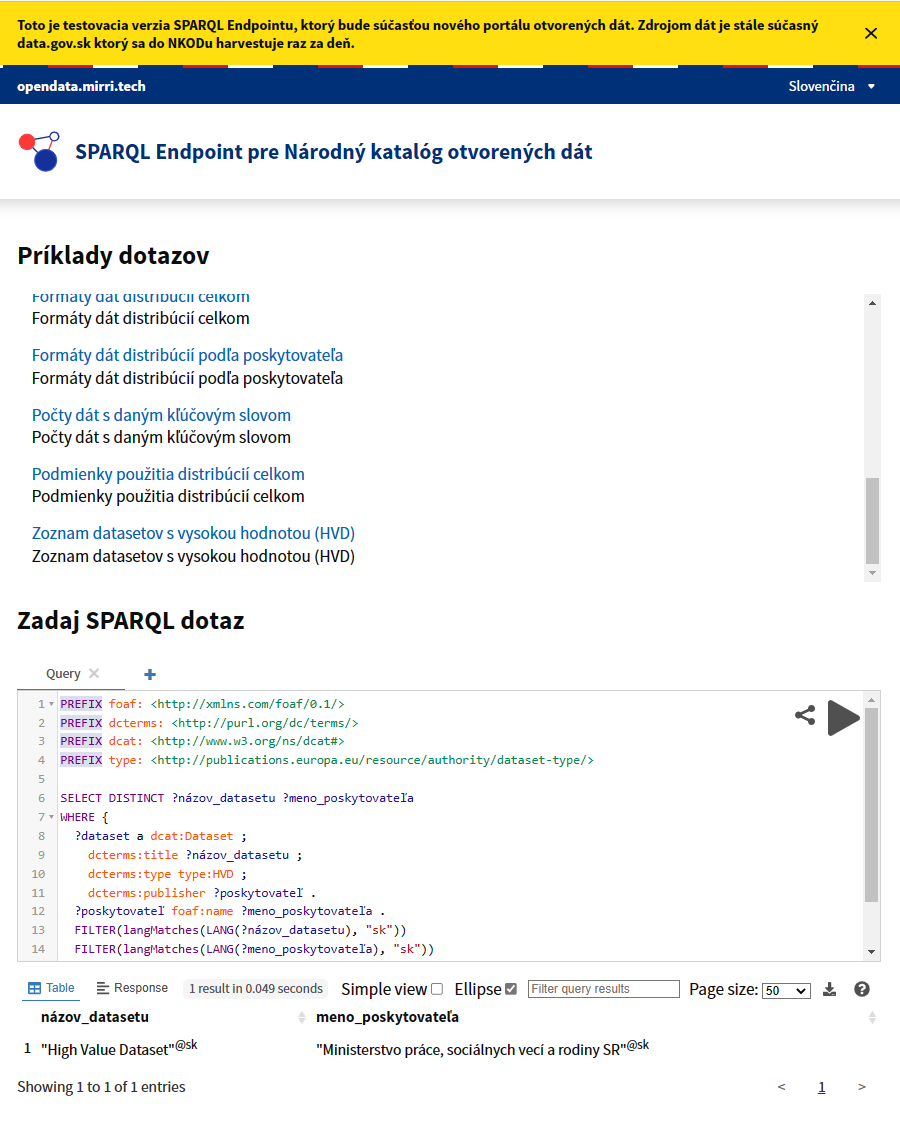 Toto je testovacia verzia SPARQL Endpointu, ktorý bude súčasťou nového portálu otvorených dát. Zdrojom dát je stále súčasný
data.gov.sk ktorý sa do NKODu harvestuje raz za deň.
opendata.mirri.tech
Slovenčina
SPARQL Endpoint pre Národný katalóg otvorených dát
Príklady dotazov
Formáty dát distribúcií celkom
Formáty dát distribúcií celkom
Formáty dát distribúcií podľa poskytovateľa
Formáty dát distribúcií podľa poskytovateľa
Počty dát s daným kľúčovým slovom
Počty dát s daným kľúčovým slovom
Podmienky použitia distribúcií celkom
Podmienky použitia distribúcií celkom
Zoznam datasetov s vysokou hodnotou (HVD)
Zoznam datasetov s vysokou hodnotou (HVD)
Zadaj SPARQL dotaz
Query
1 PREFIX foaf: <http://xmlns.com/foaf/0.1/>
2 PREFIX dcterms: <http://purl.org/dc/terms/>
3 PREFIX dcat: <http://www.w3.org/ns/dcat#>
4 PREFIX type: <http://publications.europa.eu/resource/authority/dataset-type/>
5
6 SELECT DISTINCT ?názov_datasetu ?meno_poskytovateľa
7 WHERE {
8 ?dataset a dcat:Dataset ;
9 dcterms:title ?názov_datasetu ;
10 dcterms:type type:HVD ;
11 dcterms:publisher ?poskytovateľ .
12 ?poskytovateľ foaf:name ?meno_poskytovateľa .
13 FILTER(langMatches(LANG(?názov_datasetu), "sk"))
14 FILTER(langMatches(LANG(?meno_poskytovateľa), "sk"))
Table Response 1 result in 0.049 seconds Simple view Ellipse Filter query results Page size: 50
názov_datasetu meno_poskytovateľa
1 "High Value Dataset"@sk "Ministerstvo práce, sociálnych vecí a rodiny SR"@sk
Showing 1 to 1 of 1 entries < 1 >